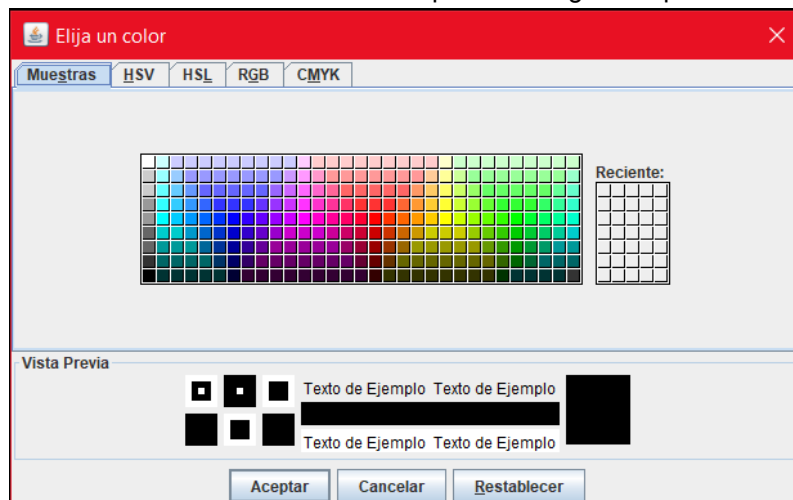 Elija un color
Muestras HSV HSL RGB CMYK
Reciente:
Vista Previa
Texto de Ejemplo Texto de Ejemplo
Texto de Ejemplo Texto de Ejemplo
Aceptar Cancelar Restablecer